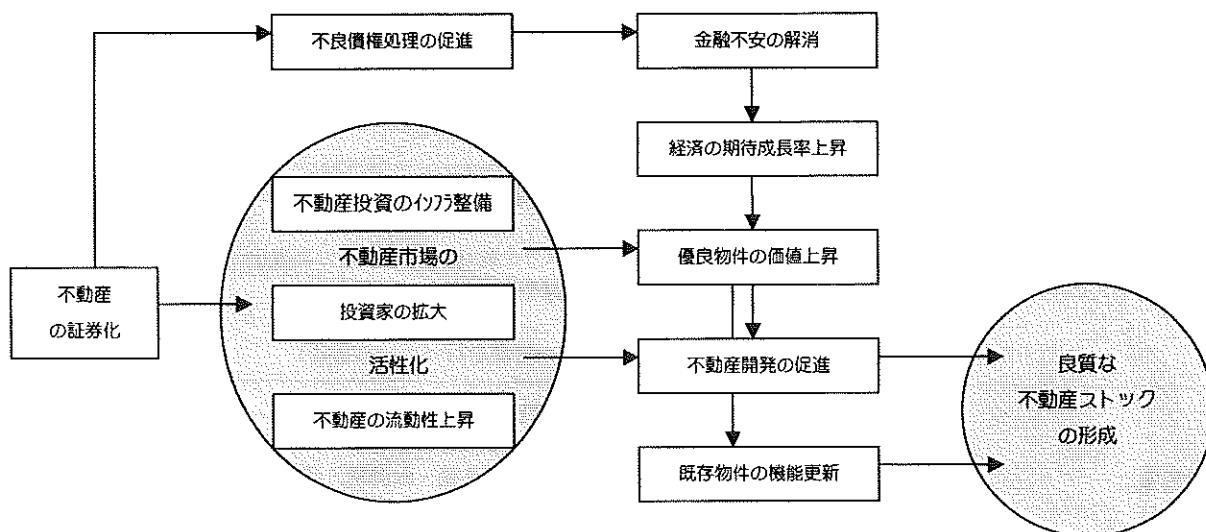 不良債権処理の促進
金融不安の解消
経済の期待成長率上昇
不動産投資のｲﾝﾌﾗ整備
不動産市場の
優良物件の価値上昇
不動産
の証券化
投資家の拡大
活性化
不動産開発の促進
良質な
不動産ストック
の形成
不動産の流動性上昇
既存物件の機能更新